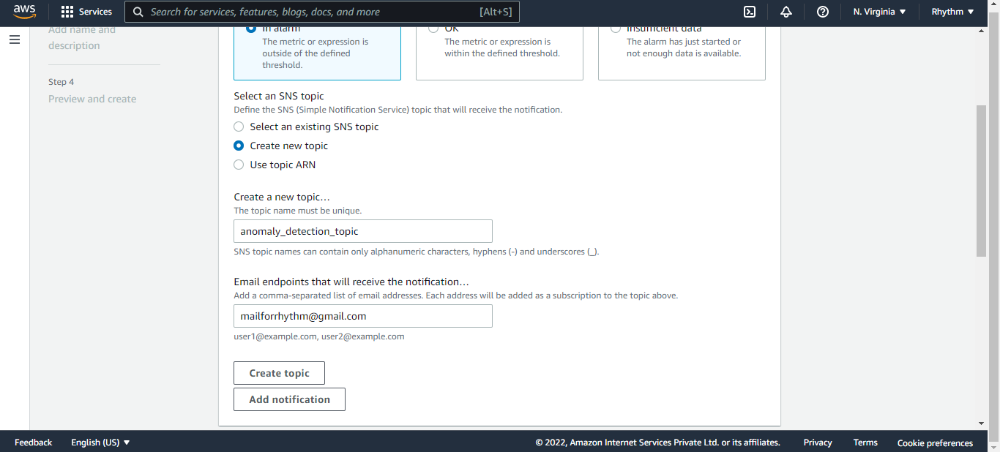 aws
Services
Search for services, features, blogs, docs, and more
[Alt+S]
N. Virginia
Rhythm
Add name and
description
Step 4
Preview and create
In alarm
The metric or expression is
outside of the defined
threshold.
OK
The metric or expression is
within the defined threshold.
Insufficient data
The alarm has just started or
not enough data is available.
Select an SNS topic
Define the SNS (Simple Notification Service) topic that will receive the notification.
Select an existing SNS topic
Create new topic
Use topic ARN
Create a new topic…
The topic name must be unique.
anomaly_detection_topic
SNS topic names can contain only alphanumeric characters, hyphens (-) and underscores (_).
Email endpoints that will receive the notification…
Add a comma-separated list of email addresses. Each address will be added as a subscription to the topic above.
mailforrhythm@gmail.com
user1@example.com, user2@example.com
Create topic
Add notification
Feedback
English (US)
© 2022, Amazon Internet Services Private Ltd. or its affiliates.
Privacy
Terms
Cookie preferences